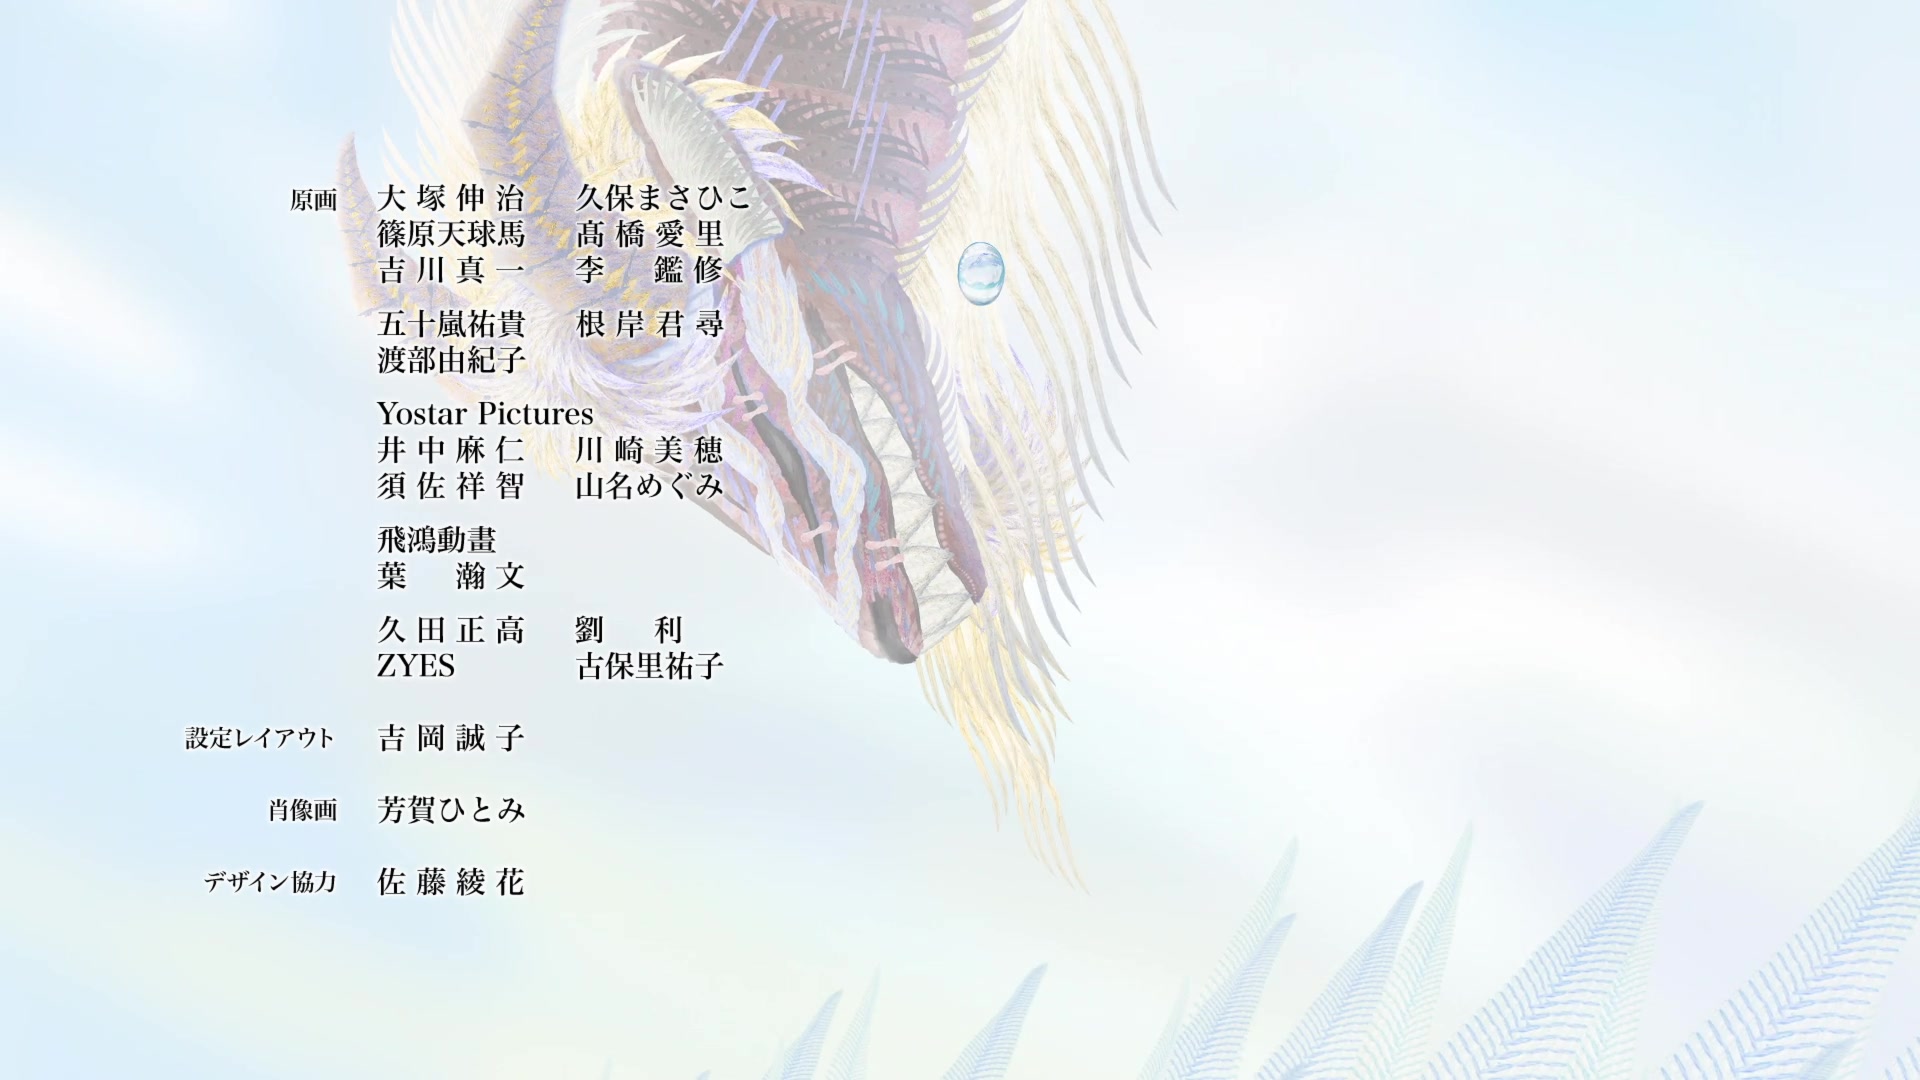 原画 大塚伸治 久保まさひこ
篠原天球馬 髙橋愛里
吉川真一 李鑑修
五十嵐祐貴 根岸君尋
渡部由紀子
Yostar Pictures
井中麻仁 川崎美穂
須佐祥智 山名めぐみ
飛鴻動畫
葉瀚文
久田正高 劉利
ZYES 古保里祐子
設定レイアウト 吉岡誠子
肖像画 芳賀ひとみ
デザイン協力 佐藤綾花